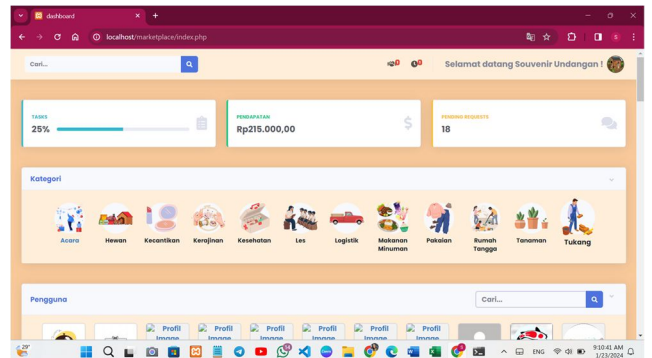 dashboard
localhost/marketplace/index.php
Cari...
Selamat datang Souvenir Undangan !
TASKS
25%
PENDAPATAN
Rp215.000,00
PENDING REQUESTS
18
Kategori
Acara
Hewan
Kecantikan
Kerajinan
Kesehatan
Les
Logistik
Makanan Minuman
Pakaian
Rumah Tangga
Tanaman
Tukang
Pengguna
Cari...
Profil Image
Profil Image
Profil Image
Profil Image
Profil Image
Profil Image
29°
ENG
9:10:41 AM
1/23/2024